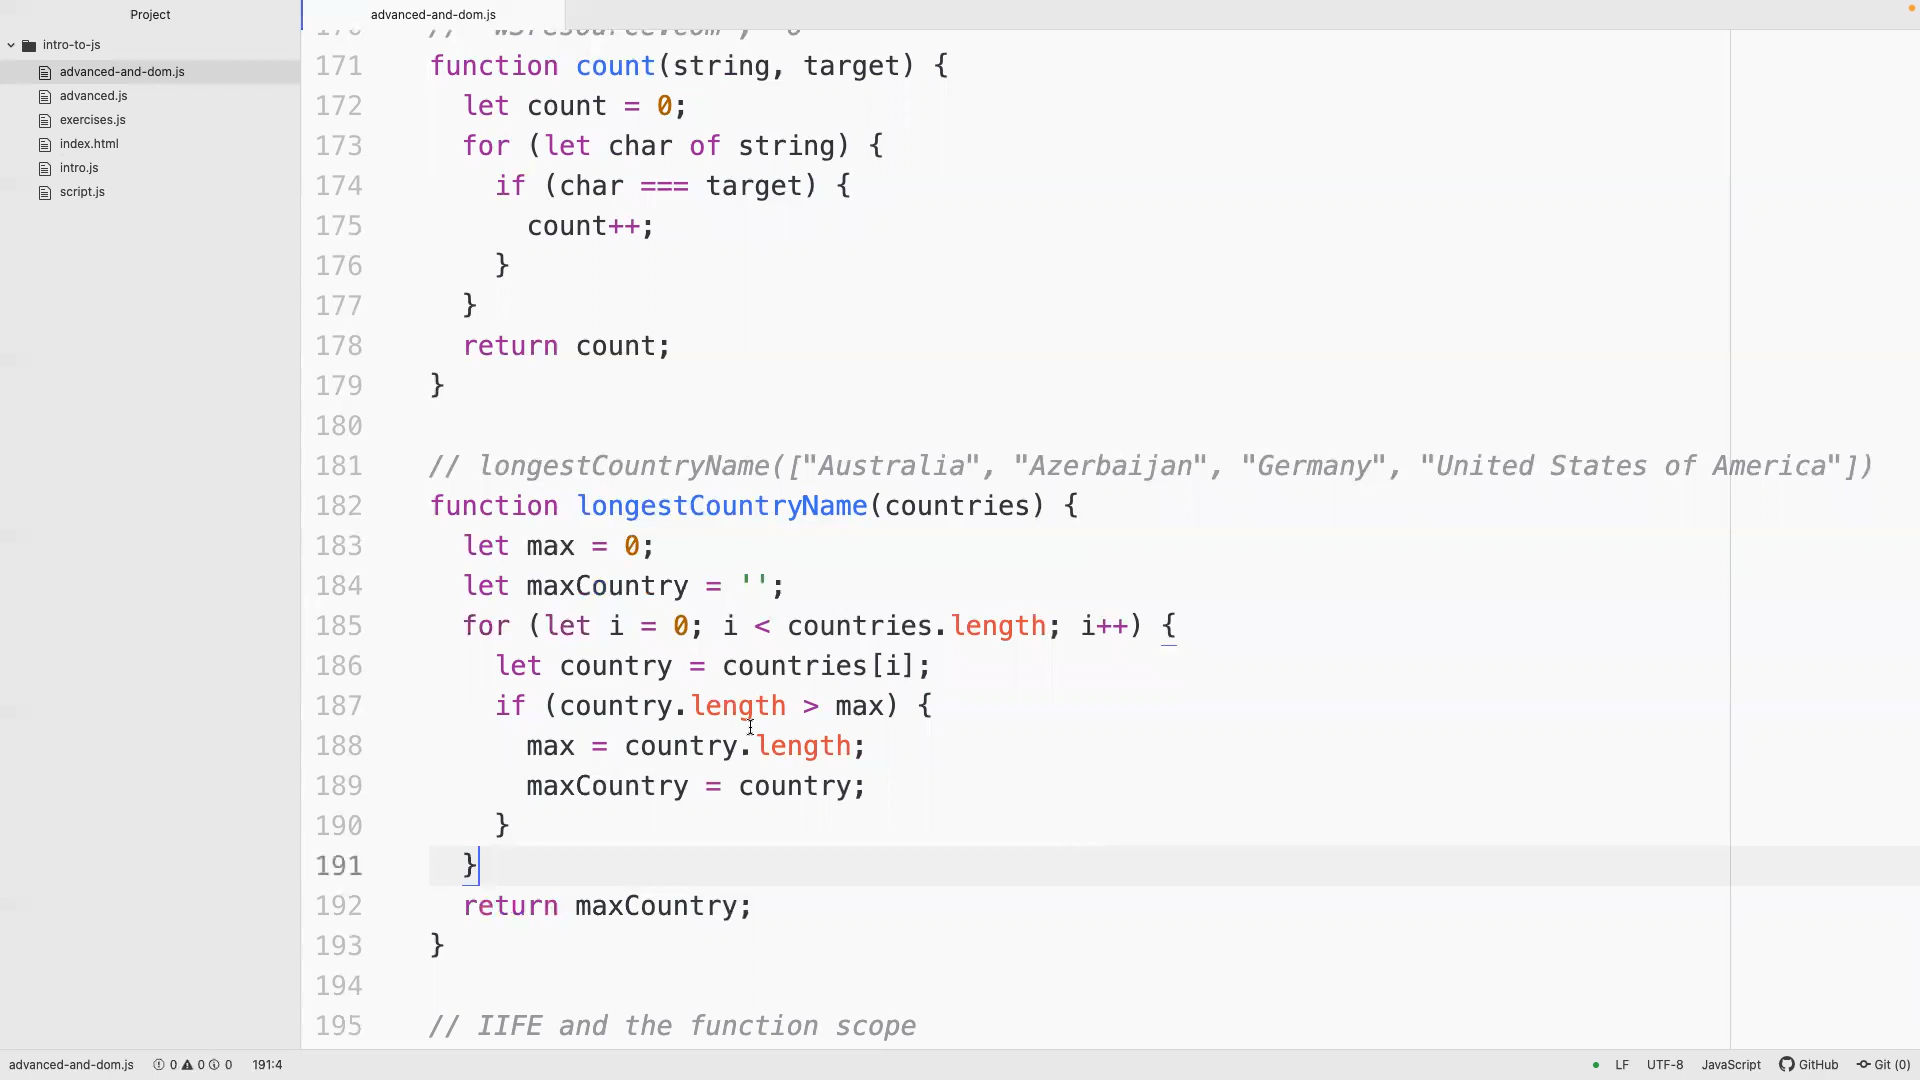 Project
advanced-and-dom.js
intro-to-js
advanced-and-dom.js
advanced.js
exercises.js
index.html
intro.js
script.js
170 // "w3resource.com", 'o'
171 function count(string, target) {
172 let count = 0;
173 for (let char of string) {
174 if (char === target) {
175 count++;
176 }
177 }
178 return count;
179 }
180
181 // longestCountryName(["Australia", "Azerbaijan", "Germany", "United States of America"])
182 function longestCountryName(countries) {
183 let max = 0;
184 let maxCountry = '';
185 for (let i = 0; i < countries.length; i++) {
186 let country = countries[i];
187 if (country.length > max) {
188 max = country.length;
189 maxCountry = country;
190 }
191 }
192 return maxCountry;
193 }
194
195 // IIFE and the function scope
advanced-and-dom.js 0 0 0 191:4 LF UTF-8 JavaScript GitHub Git (0)